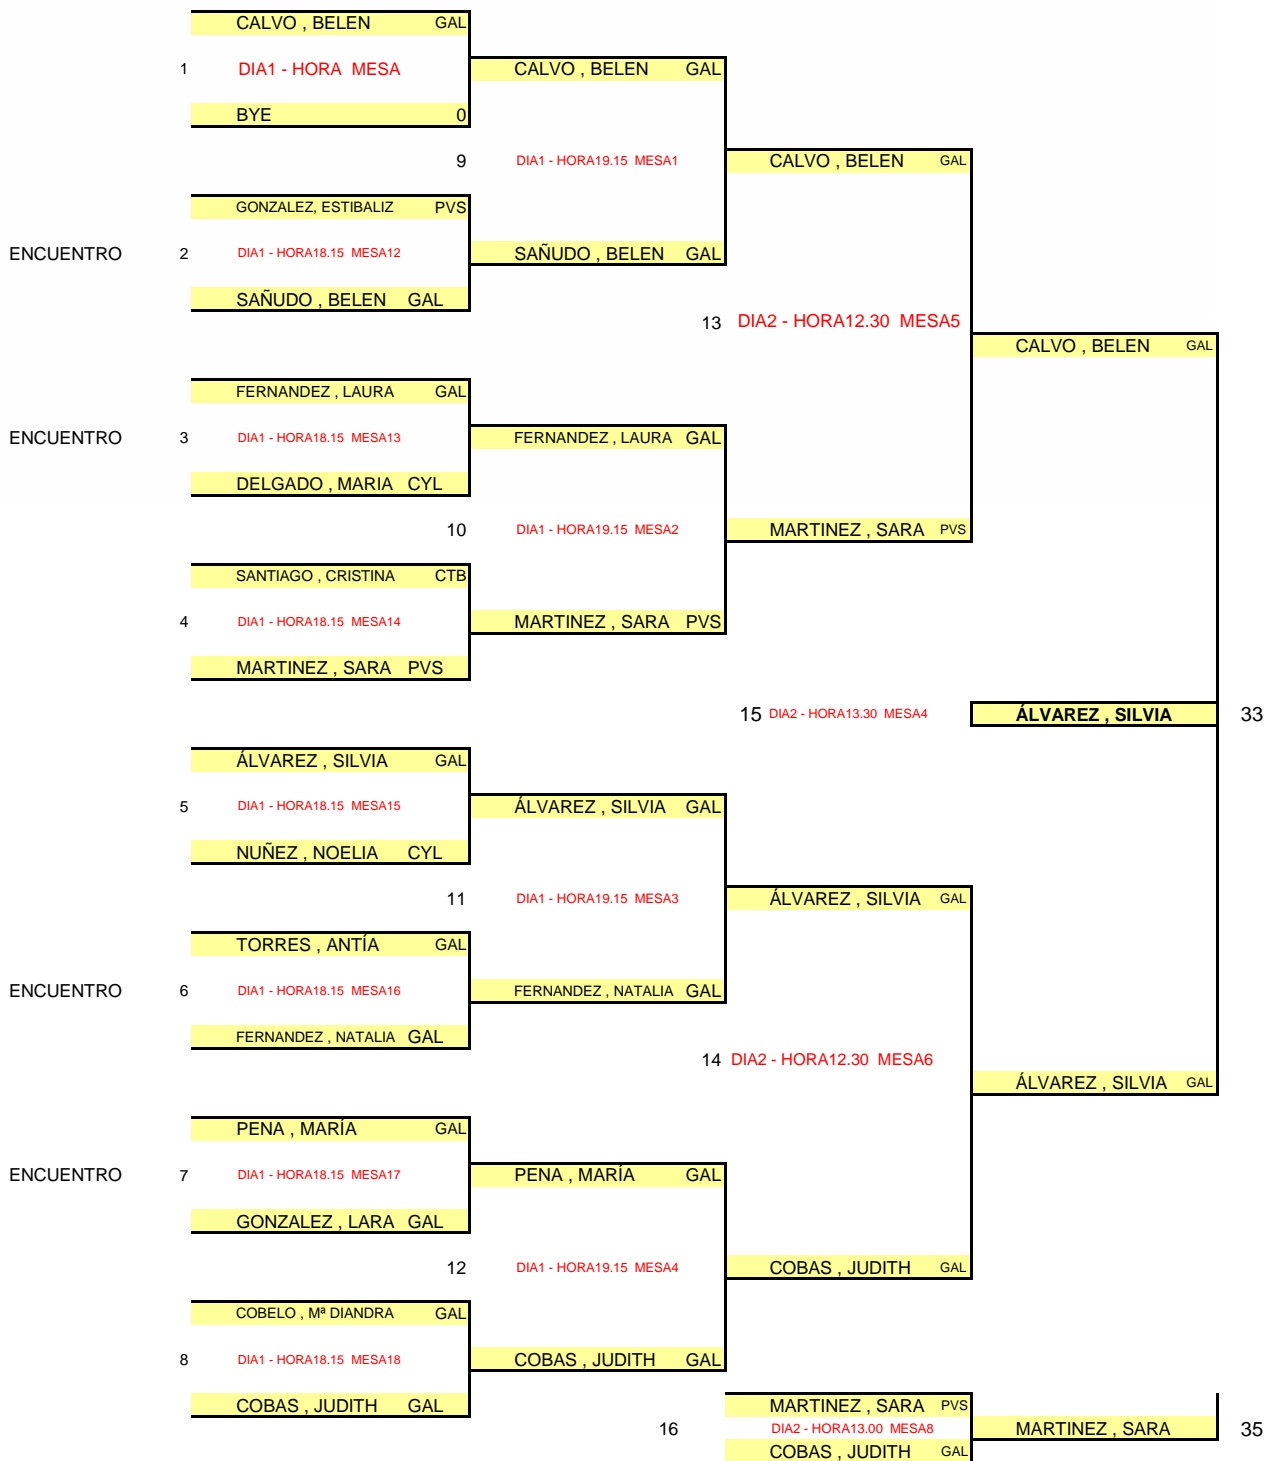 CALVO , BELEN GAL
1 DIA1 - HORA MESA CALVO , BELEN GAL
BYE 0
9 DIA1 - HORA19.15 MESA1 CALVO , BELEN GAL
GONZALEZ, ESTIBALIZ PVS
ENCUENTRO 2 DIA1 - HORA18.15 MESA12 SAÑUDO , BELEN GAL
SAÑUDO , BELEN GAL
13 DIA2 - HORA12.30 MESA5
CALVO , BELEN GAL
FERNANDEZ , LAURA GAL
ENCUENTRO 3 DIA1 - HORA18.15 MESA13 FERNANDEZ , LAURA GAL
DELGADO , MARIA CYL
10 DIA1 - HORA19.15 MESA2 MARTINEZ , SARA PVS
SANTIAGO , CRISTINA CTB
4 DIA1 - HORA18.15 MESA14 MARTINEZ , SARA PVS
MARTINEZ , SARA PVS
15 DIA2 - HORA13.30 MESA4 ÁLVAREZ , SILVIA 33
ÁLVAREZ , SILVIA GAL
5 DIA1 - HORA18.15 MESA15 ÁLVAREZ , SILVIA GAL
NUÑEZ , NOELIA CYL
11 DIA1 - HORA19.15 MESA3 ÁLVAREZ , SILVIA GAL
TORRES , ANTÍA GAL
ENCUENTRO 6 DIA1 - HORA18.15 MESA16 FERNANDEZ , NATALIA GAL
FERNANDEZ , NATALIA GAL
14 DIA2 - HORA12.30 MESA6
ÁLVAREZ , SILVIA GAL
PENA , MARÍA GAL
ENCUENTRO 7 DIA1 - HORA18.15 MESA17 PENA , MARÍA GAL
GONZALEZ , LARA GAL
12 DIA1 - HORA19.15 MESA4 COBAS , JUDITH GAL
COBELO , Mª DIANDRA GAL
8 DIA1 - HORA18.15 MESA18 COBAS , JUDITH GAL
COBAS , JUDITH GAL MARTINEZ , SARA PVS
16 DIA2 - HORA13.00 MESA8 MARTINEZ , SARA 35
COBAS , JUDITH GAL